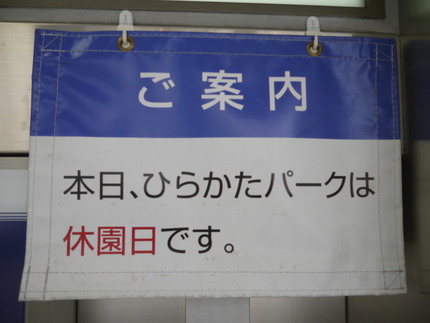 ご案内
本日、ひらかたパークは
休園日です。